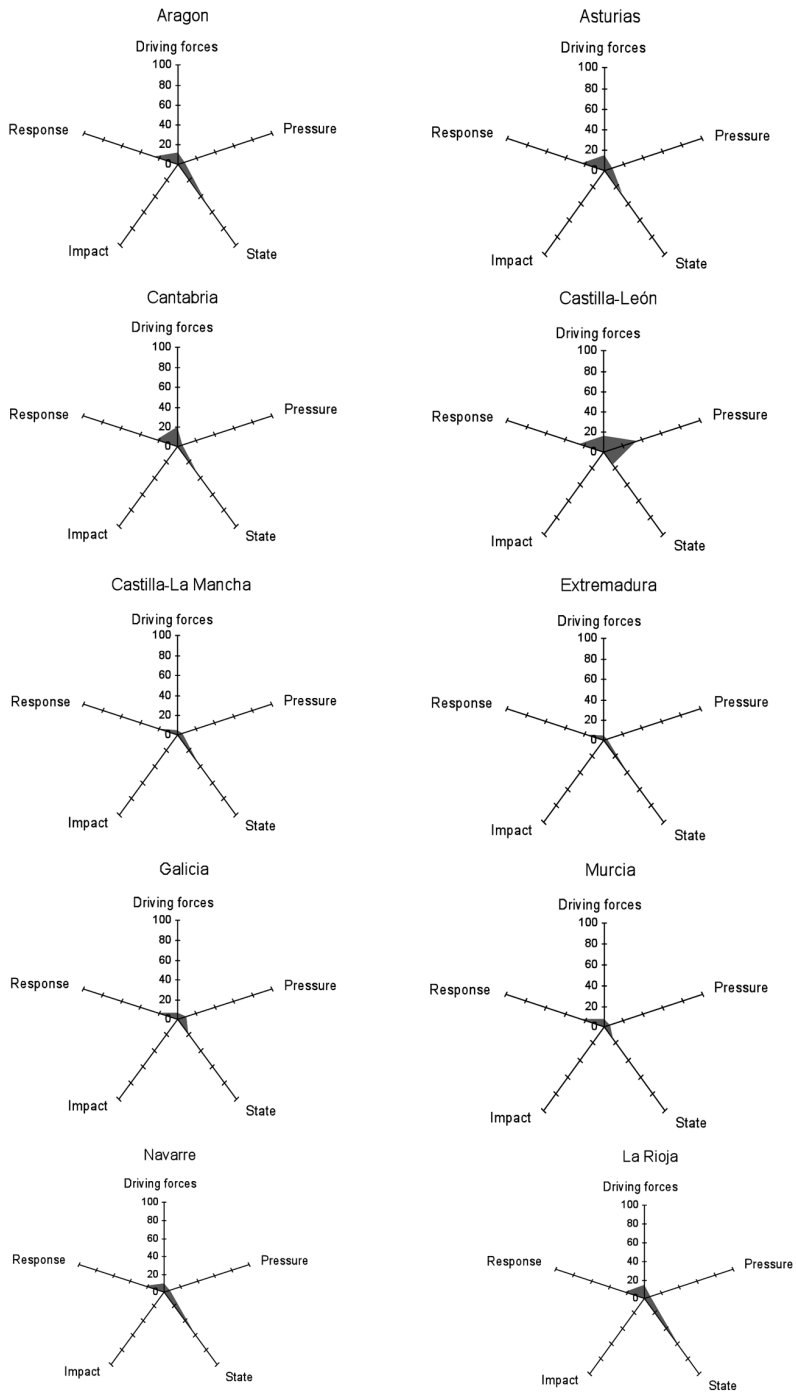 Aragon
Driving forces
100
80
60
40
20
0
Response
Pressure
Impact
State
Asturias
Driving forces
100
80
60
40
20
0
Response
Pressure
Impact
State
Cantabria
Driving forces
100
80
60
40
20
0
Response
Pressure
Impact
State
Castilla-León
Driving forces
100
80
60
40
20
0
Response
Pressure
Impact
State
Castilla-La Mancha
Driving forces
100
80
60
40
20
0
Response
Pressure
Impact
State
Extremadura
Driving forces
100
80
60
40
20
0
Response
Pressure
Impact
State
Galicia
Driving forces
100
80
60
40
20
0
Response
Pressure
Impact
State
Murcia
Driving forces
100
80
60
40
20
0
Response
Pressure
Impact
State
Navarre
Driving forces
100
80
60
40
20
0
Response
Pressure
Impact
State
La Rioja
Driving forces
100
80
60
40
20
0
Response
Pressure
Impact
State